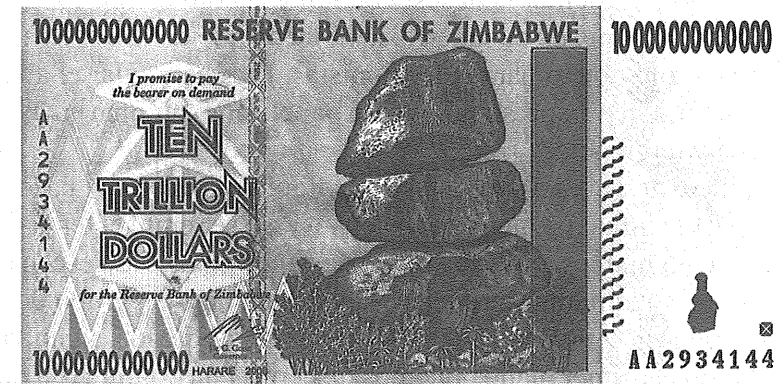 10000000000000 RESERVE BANK OF ZIMBABWE
10 000 000 000 000
I promise to pay
the bearer on demand
TEN
TRILLION
DOLLARS
for the Reserve Bank of Zimbabwe
AA2934144
10 000 000 000 000
HARARE
AA2934144